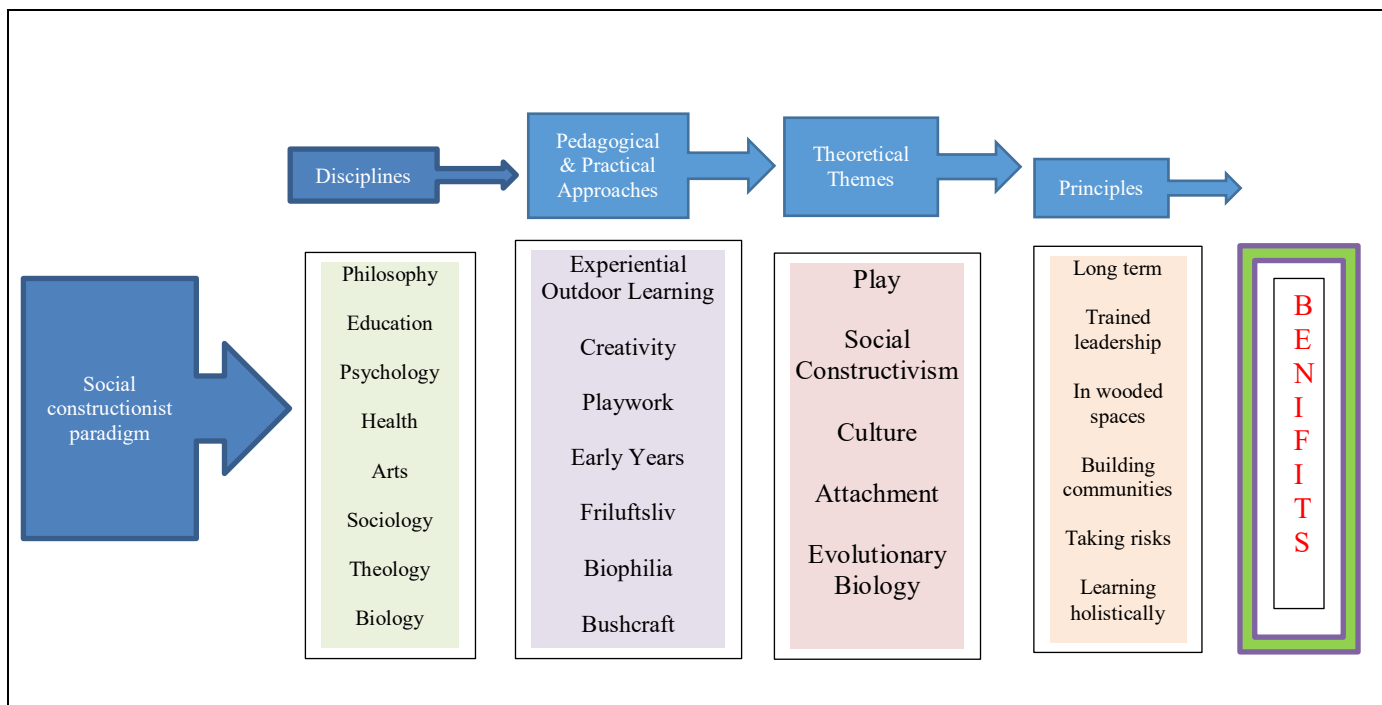 Disciplines
Pedagogical
& Practical
Approaches
Theoretical
Themes
Principles
Social
constructionist
paradigm
Philosophy
Education
Psychology
Health
Arts
Sociology
Theology
Biology
Experiential
Outdoor Learning
Creativity
Playwork
Early Years
Friluftsliv
Biophilia
Bushcraft
Play
Social
Constructivism
Culture
Attachment
Evolutionary
Biology
Long term
Trained
leadership
In wooded
spaces
Building
communities
Taking risks
Learning
holistically
B
E
N
I
F
I
T
S